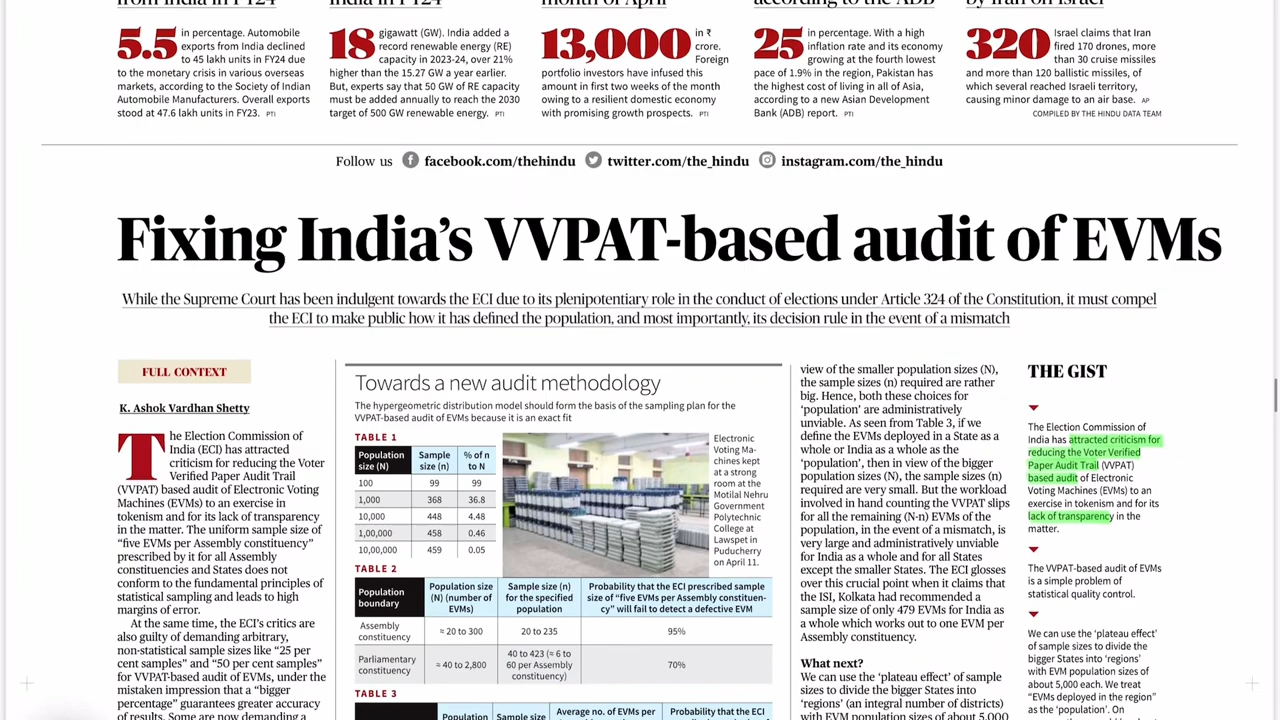 from India in FY24
India in FY24
month of April
according to the ADB
by Iran on Israel
5.5 in percentage. Automobile
exports from India declined
to 45 lakh units in FY24 due
to the monetary crisis in various overseas
markets, according to the Society of Indian
Automobile Manufacturers. Overall exports
stood at 47.6 lakh units in FY23. PTI
18 gigawatt (GW). India added a
record renewable energy (RE)
capacity in 2023-24, over 21%
higher than the 15.27 GW a year earlier.
But, experts say that 50 GW of RE capacity
must be added annually to reach the 2030
target of 500 GW renewable energy. PTI
13,000 in ₹
crore.
Foreign
portfolio investors have infused this
amount in first two weeks of the month
owing to a resilient domestic economy
with promising growth prospects. PTI
25 in percentage. With a high
inflation rate and its economy
growing at the fourth lowest
pace of 1.9% in the region, Pakistan has
the highest cost of living in all of Asia,
according to a new Asian Development
Bank (ADB) report. PTI
320 Israel claims that Iran
fired 170 drones, more
than 30 cruise missiles
and more than 120 ballistic missiles, of
which several reached Israeli territory,
causing minor damage to an air base. AP
COMPILED BY THE HINDU DATA TEAM
Follow us facebook.com/thehindu twitter.com/the_hindu instagram.com/the_hindu
Fixing India's VVPAT-based audit of EVMs
While the Supreme Court has been indulgent towards the ECI due to its plenipotentiary role in the conduct of elections under Article 324 of the Constitution, it must compel
the ECI to make public how it has defined the population, and most importantly, its decision rule in the event of a mismatch
FULL CONTEXT
K. Ashok Vardhan Shetty
The Election Commission of
India (ECI) has attracted
criticism for reducing the Voter
Verified Paper Audit Trail
(VVPAT) based audit of Electronic Voting
Machines (EVMs) to an exercise in
tokenism and for its lack of transparency
in the matter. The uniform sample size of
"five EVMs per Assembly constituency"
prescribed by it for all Assembly
constituencies and States does not
conform to the fundamental principles of
statistical sampling and leads to high
margins of error.
At the same time, the ECI's critics are
also guilty of demanding arbitrary,
non-statistical sample sizes like "25 per
cent samples" and "50 per cent samples"
for VVPAT-based audit of EVMs, under the
mistaken impression that a "bigger
percentage" guarantees greater accuracy
of results. Some are now demanding a
Towards a new audit methodology
The hypergeometric distribution model should form the basis of the sampling plan for the
VVPAT-based audit of EVMs because it is an exact fit
TABLE 1
Population size (N) Sample size (n) % of n to N
100 99 99
1,000 368 36.8
10,000 448 4.48
1,00,000 458 0.46
10,00,000 459 0.05
Electronic
Voting Ma-
chines kept
at a strong
room at the
Motilal Nehru
Government
Polytechnic
College at
Lawspet in
Puducherry
on April 11.
TABLE 2
Population boundary Population size (N) (number of EVMs) Sample size (n) for the specified population Probability that the ECI prescribed sample size of "five EVMs per Assembly constituen-cy" will fail to detect a defective EVM
Assembly constituency ≈ 20 to 300 20 to 235 95%
Parliamentary constituency ≈ 40 to 2,800 40 to 423 (≈ 6 to 60 per Assembly constituency) 70%
TABLE 3
Population Sample size Average no. of EVMs per Probability that the ECI
view of the smaller population sizes (N),
the sample sizes (n) required are rather
big. Hence, both these choices for
'population' are administratively
unviable. As seen from Table 3, if we
define the EVMs deployed in a State as a
whole or India as a whole as the
'population', then in view of the bigger
population sizes (N), the sample sizes (n)
required are very small. But the workload
involved in hand counting the VVPAT slips
for all the remaining (N-n) EVMs of the
population, in the event of a mismatch, is
very large and administratively unviable
for India as a whole and for all States
except the smaller States. The ECI glosses
over this crucial point when it claims that
the ISI, Kolkata had recommended a
sample size of only 479 EVMs for India as
a whole which works out to one EVM per
Assembly constituency.
What next?
We can use the 'plateau effect' of sample
sizes to divide the bigger States into
'regions' (an integral number of districts)
with EVM population sizes of about 5,000
THE GIST
The Election Commission of
India has attracted criticism for
reducing the Voter Verified
Paper Audit Trail (VVPAT)
based audit of Electronic
Voting Machines (EVMs) to an
exercise in tokenism and for its
lack of transparency in the
matter.
The VVPAT-based audit of EVMs
is a simple problem of
statistical quality control.
We can use the 'plateau effect'
of sample sizes to divide the
bigger States into 'regions'
with EVM population sizes of
about 5,000 each. We treat
"EVMs deployed in the region"
as the 'population'. On